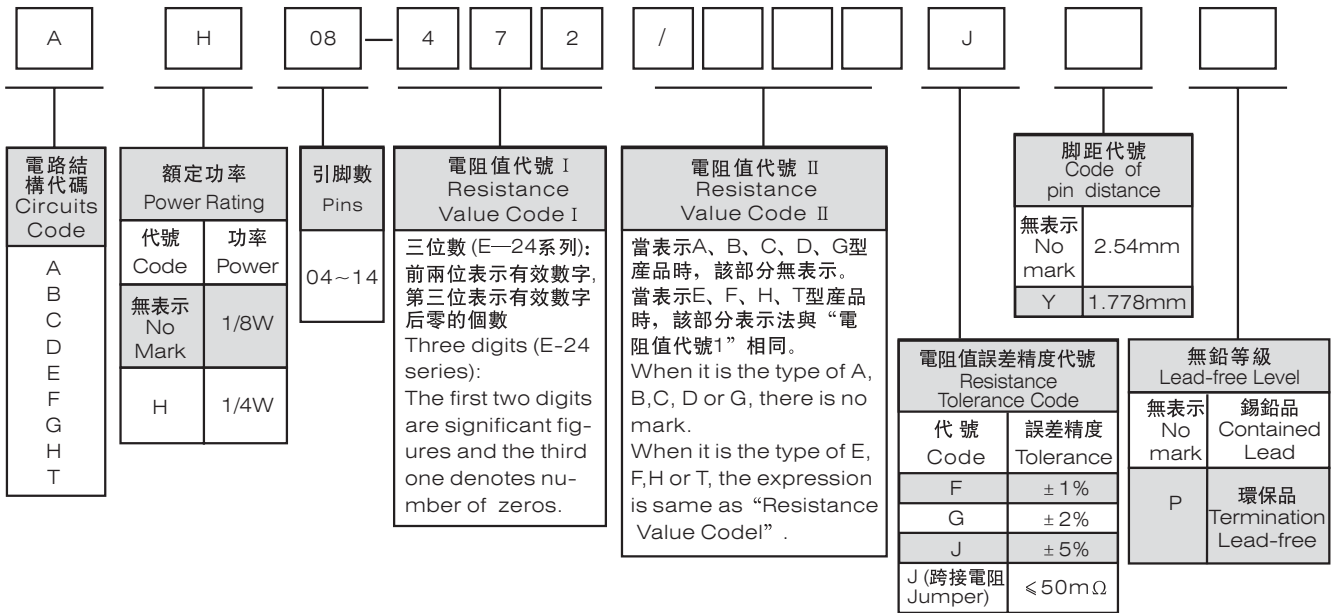 A H 08 — 4 7 2 / J
電路結
構代碼
Circuits
Code
A
B
C
D
E
F
G
H
T
額定功率
Power Rating
代號 功率
Code Power
無表示
No
Mark
1/8W
H 1/4W
引脚數
Pins
04~14
電阻值代號 I
Resistance
Value Code I
三位數 (E—24系列):
前兩位表示有效數字,
第三位表示有效數字
后零的個數
Three digits (E-24
series):
The first two digits
are significant fig-
ures and the third
one denotes nu-
mber of zeros.
電阻值代號 II
Resistance
Value Code II
當表示A、B、C、D、G型
産品時，該部分無表示。
當表示E、F、H、T型産品
時，該部分表示法與“電
阻值代號1”相同。
When it is the type of A,
B,C, D or G, there is no
mark.
When it is the type of E,
F,H or T, the expression
is same as “Resistance
Value Codel” .
電阻值誤差精度代號
Resistance
Tolerance Code
代 號 誤差精度
Code Tolerance
F ±1%
G ±2%
J ±5%
J (跨接電阻
Jumper)
⩽50mΩ
脚距代號
Code of
pin distance
無表示
No
mark
2.54mm
Y 1.778mm
無鉛等級
Lead-free Level
無表示
No
mark
錫鉛品
Contained
Lead
P
環保品
Termination
Lead-free